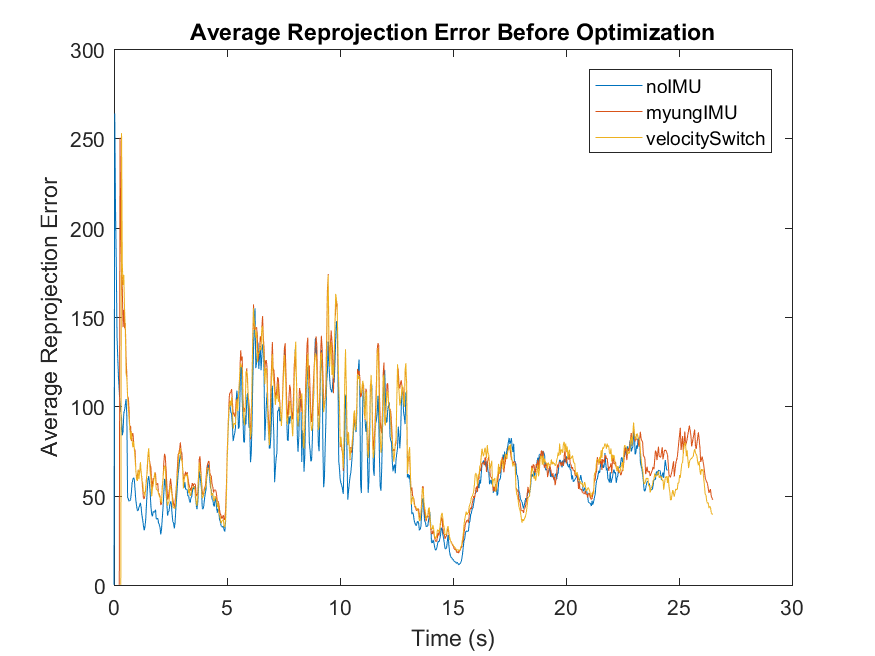 Average Reprojection Error Before Optimization
300
250
200
150
100
50
0
Average Reprojection Error
noIMU
myungIMU
velocitySwitch
0 5 10 15 20 25 30
Time (s)